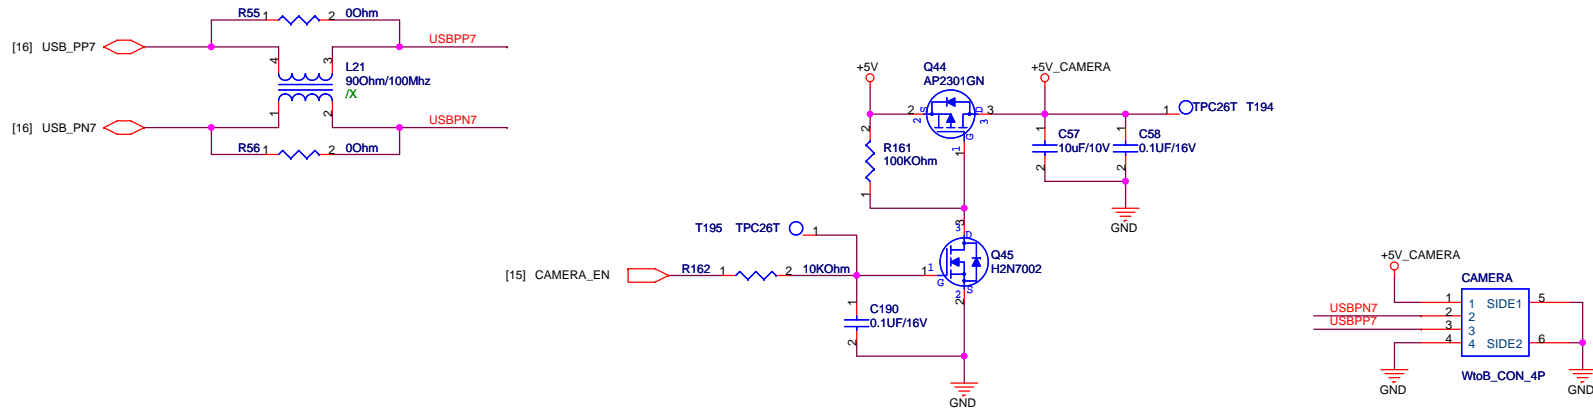 R55 1 2 0Ohm
[16] USB_PP7
USBPP7
4 3
L21
90Ohm/100Mhz
/X
1 2
[16] USB_PN7
USBPN7
R56 1 2 0Ohm
+5V
Q44
AP2301GN
+5V_CAMERA
2 S 2
D 3 3
G
1 1
1 TPC26T T194
2
R161
100KOhm
1
1
C57
10uF/10V
2
1
C58
0.1UF/16V
2
GND
T195 TPC26T 1
3 3 D
[15] CAMERA_EN
R162 1 2 10KOhm
1 1
G
Q45
H2N7002
2 S
2
1
C190
0.1UF/16V
2
GND
+5V_CAMERA
CAMERA
1 1 SIDE1 5
USBPN7 2 2
USBPP7 3 3
4 4 SIDE2 6
WtoB_CON_4P
GND
GND